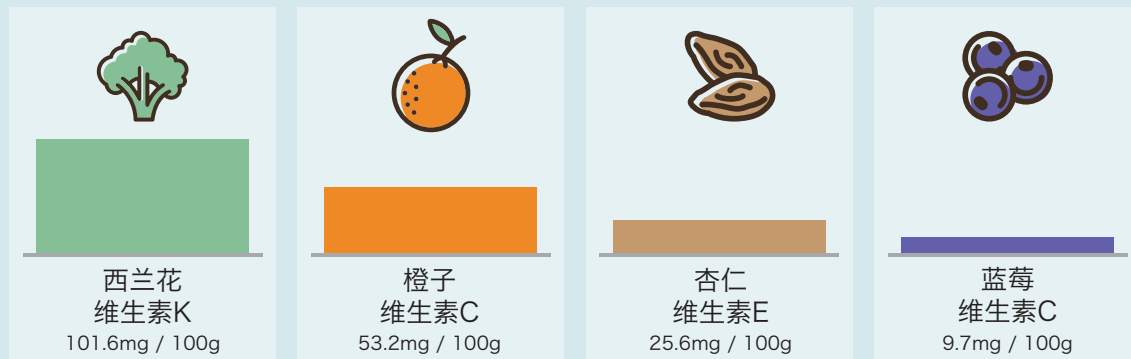 西兰花
维生素K
101.6mg / 100g
橙子
维生素C
53.2mg / 100g
杏仁
维生素E
25.6mg / 100g
蓝莓
维生素C
9.7mg / 100g